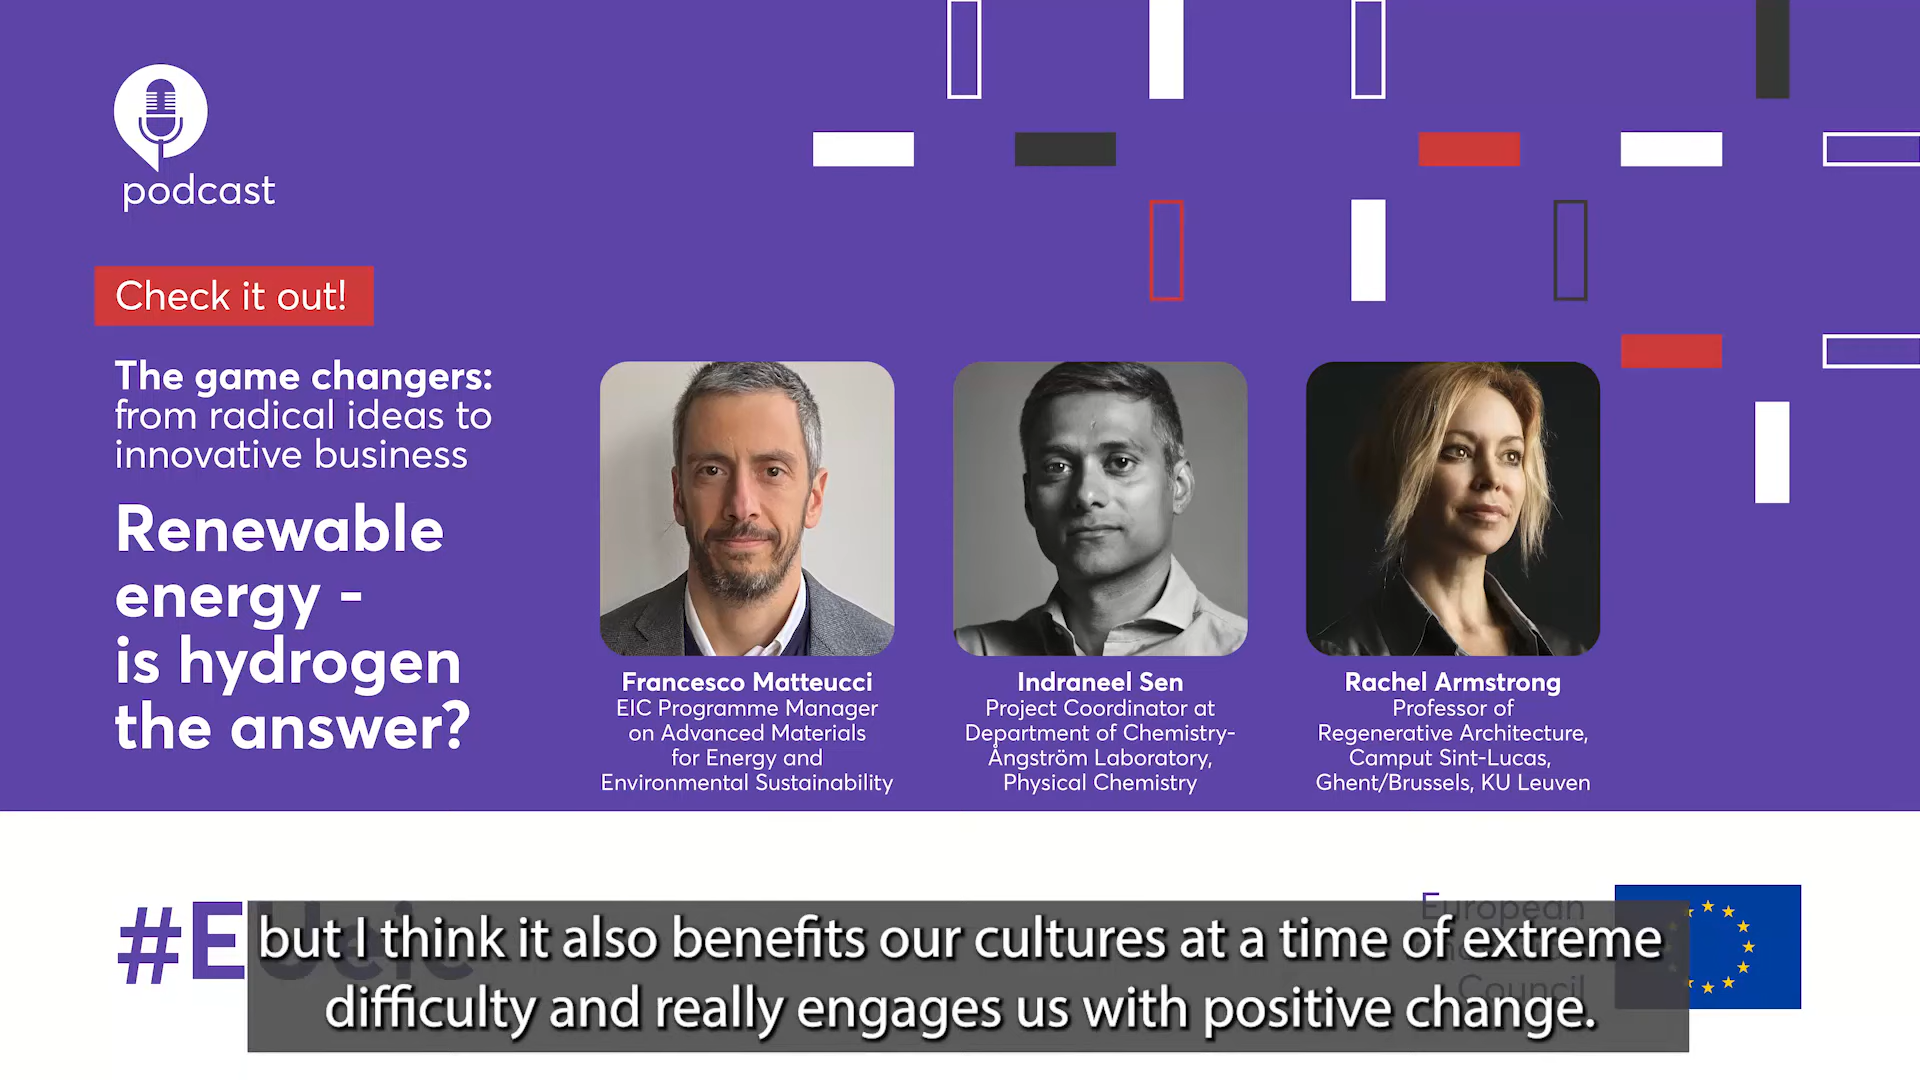 podcast
Check it out!
The game changers:
from radical ideas to
innovative business
Renewable
energy -
is hydrogen
the answer?
Francesco Matteucci
EIC Programme Manager
on Advanced Materials
for Energy and
Environmental Sustainability
Indraneel Sen
Project Coordinator at
Department of Chemistry-
Ångström Laboratory,
Physical Chemistry
Rachel Armstrong
Professor of
Regenerative Architecture,
Camput Sint-Lucas,
Ghent/Brussels, KU Leuven
#EUeic
European
Council
but I think it also benefits our cultures at a time of extreme
difficulty and really engages us with positive change.